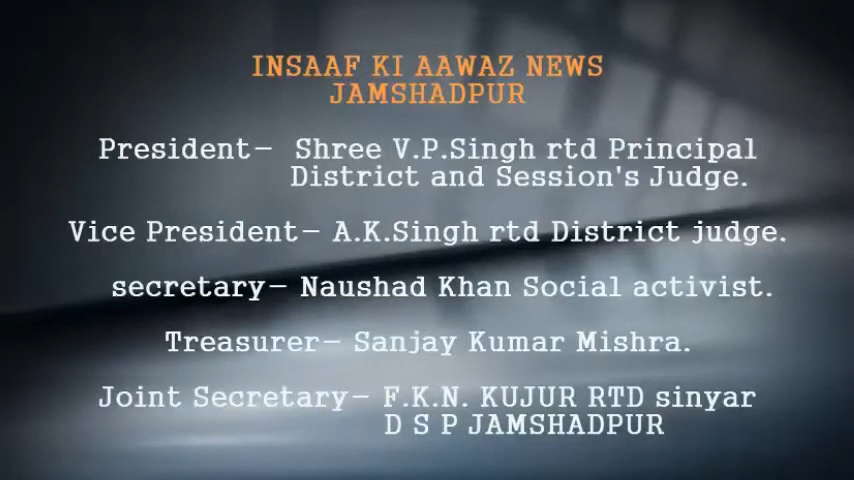 INSAAF KI AAWAZ NEWS
JAMSHADPUR
President- Shree V.P.Singh rtd Principal
District and Session's Judge.
Vice President- A.K.Singh rtd District judge.
secretary- Naushad Khan Social activist.
Treasurer- Sanjay Kumar Mishra.
Joint Secretary- F.K.N. KUJUR RTD sinyar
D S P JAMSHADPUR